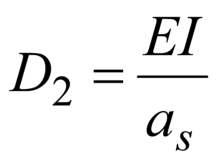 D₂ = EI / aₛ